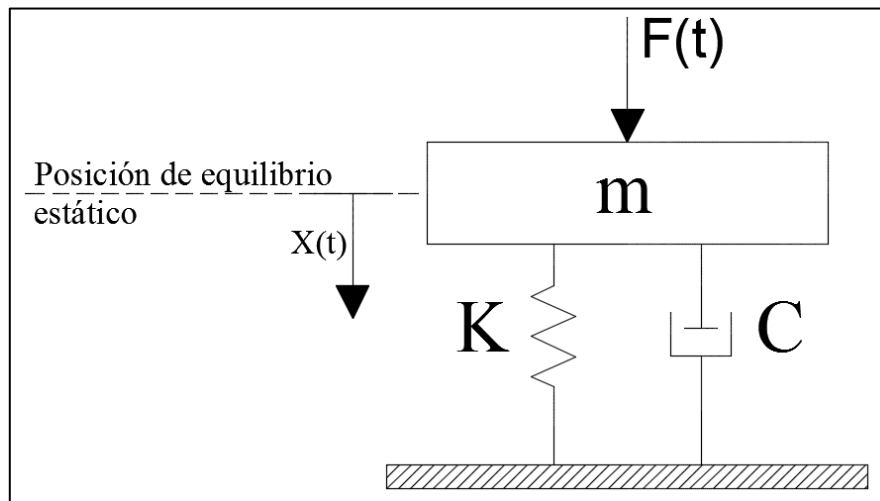 F(t)
Posición de equilibrio
estático
m
X(t)
K
C